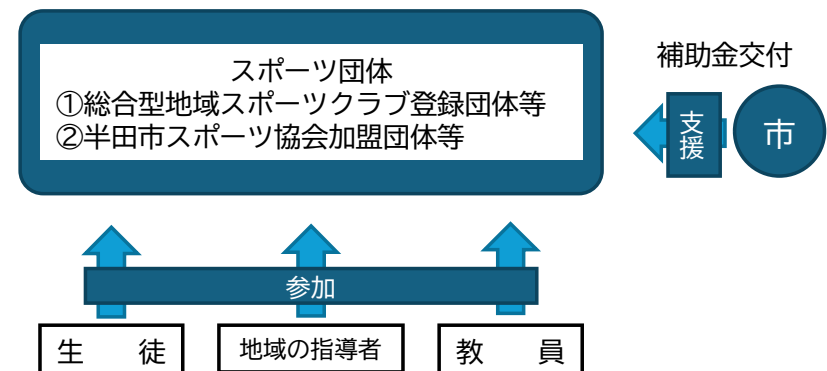 スポーツ団体
①総合型地域スポーツクラブ登録団体等
②半田市スポーツ協会加盟団体等
補助金交付
支援
市
参加
生　徒
地域の指導者
教　員